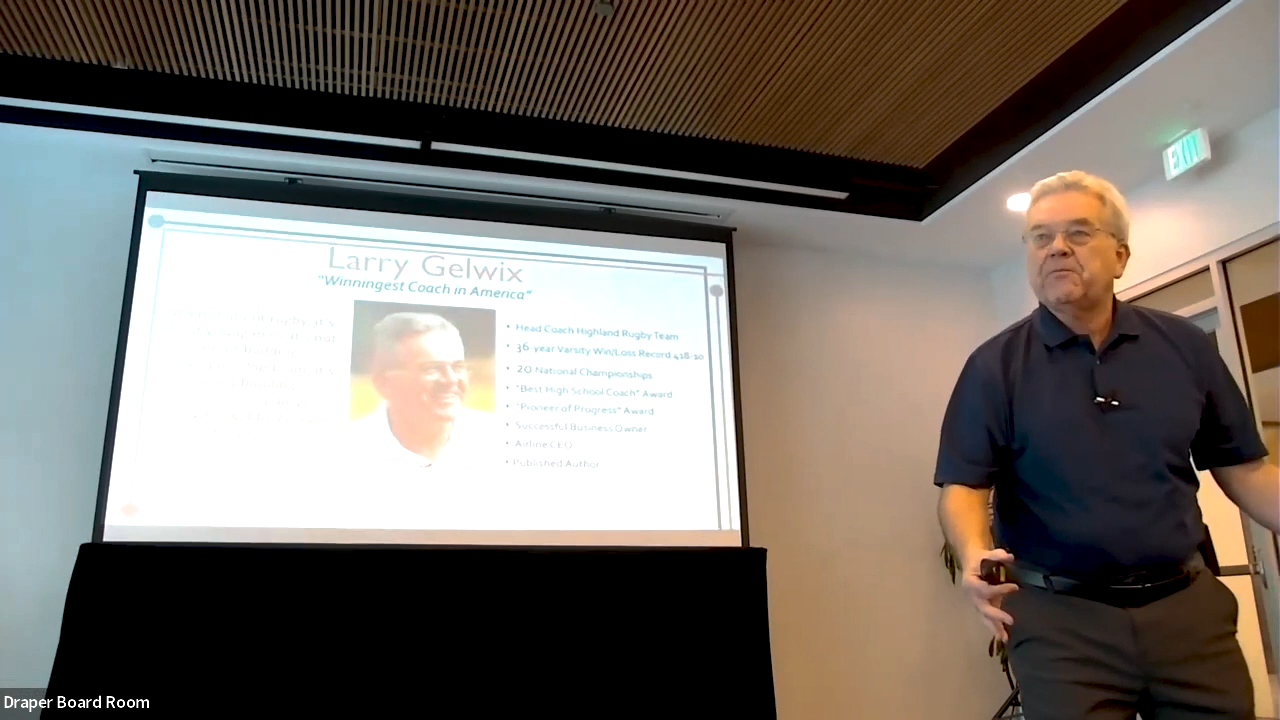 EXIT
Larry Gelwix
"Winningest Coach in America"
• Head Coach Highland Rugby Team
• 36-year Varsity Win/Loss Record 418-10
• 20 National Championships
• "Best High School Coach" Award
• "Pioneer of Progress" Award
• Successful Business Owner
• Airline CEO
• Published Author
Draper Board Room